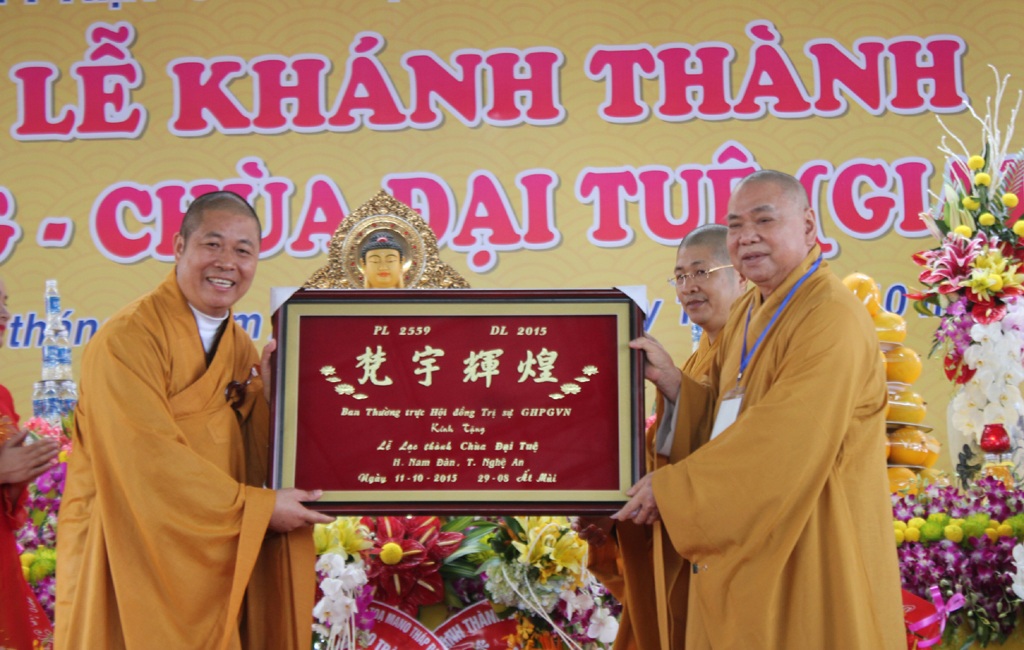 LỄ KHÁNH THÀNH
G - CHÙA ĐẠI TUỆ (GI
thán
PL 2559 DL 2015
梵宇輝煌
Ban Thường trực Hội đồng Trị sự GHPGVN
Kính Tặng
Lễ Lạc thành Chùa Đại Tuệ
H. Nam Đàn, T. Nghệ An
Ngày 11-10-2015 29-08 Ất Mùi